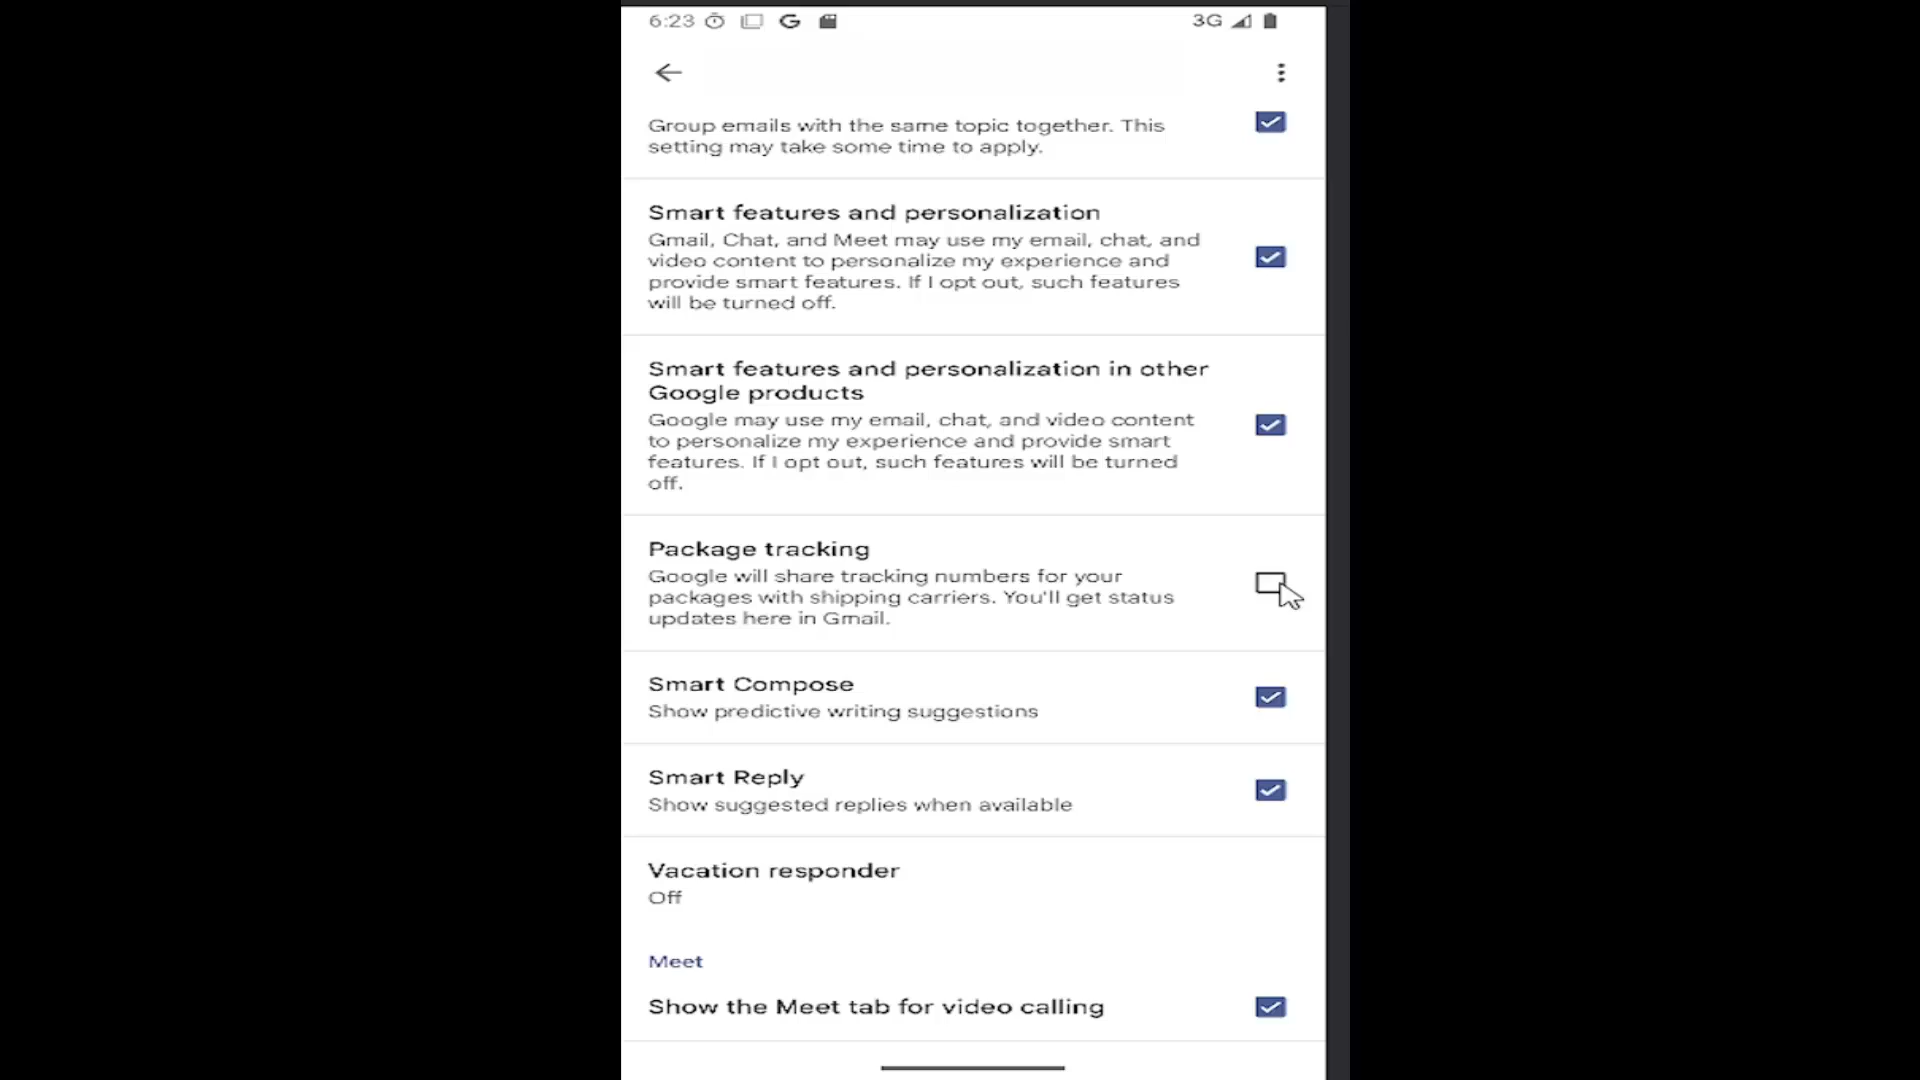 6:23
3G
Group emails with the same topic together. This
setting may take some time to apply.
Smart features and personalization
Gmail, Chat, and Meet may use my email, chat, and
video content to personalize my experience and
provide smart features. If I opt out, such features
will be turned off.
Smart features and personalization in other
Google products
Google may use my email, chat, and video content
to personalize my experience and provide smart
features. If I opt out, such features will be turned
off.
Package tracking
Google will share tracking numbers for your
packages with shipping carriers. You'll get status
updates here in Gmail.
Smart Compose
Show predictive writing suggestions
Smart Reply
Show suggested replies when available
Vacation responder
Off
Meet
Show the Meet tab for video calling